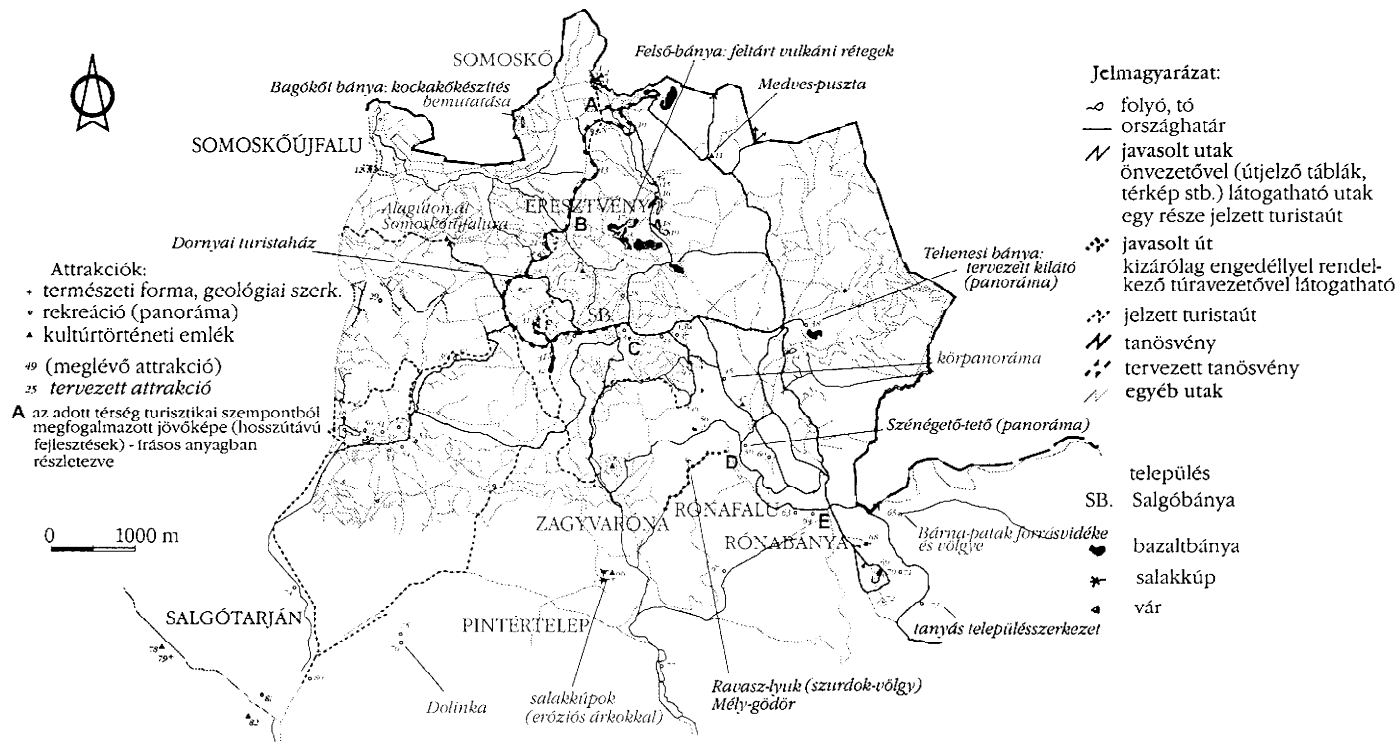 SOMOSKŐ
Felső-bánya: feltárt vulkáni rétegek
Bagókői bánya: kockakőkészítés
bemutatása
Medves-puszta
A
SOMOSKŐÚJFALU
Alagúton át
Somoskőújfalura
ERESZTVÉNY
B
Dornyai turistaház
Tehenesi bánya:
tervezett kilátó
(panoráma)
SB.
C
körpanoráma
Szénégető-tető (panoráma)
D
RÓNAFALU
E
ZAGYVARÓNA
RÓNABÁNYA
Bárna-patak forrásvidéke
és völgye
SALGÓTARJÁN
PINTÉRTELEP
tanyás településszerkezet
Dolinka
salakkúpok
(eróziós árkokkal)
Ravasz-lyuk (szurdok-völgy)
Mély-gödör
78
79
81
82
Attrakciók:
természeti forma, geológiai szerk.
rekreáció (panoráma)
kultúrtörténeti emlék
49 (meglévő attrakció)
25 tervezett attrakció
A az adott térség turisztikai szempontból
megfogalmazott jövőképe (hosszútávú
fejlesztések) - írásos anyagban
részletezve
0 1000 m
Jelmagyarázat:
folyó, tó
országhatár
javasolt utak
önvezetővel (útjelző táblák,
térkép stb.) látogatható utak
egy része jelzett turistaút
javasolt út
kizárólag engedéllyel rendel-
kező túravezetővel látogatható
jelzett turistaút
tanösvény
tervezett tanösvény
egyéb utak
település
SB. Salgóbánya
bazaltbánya
salakkúp
vár